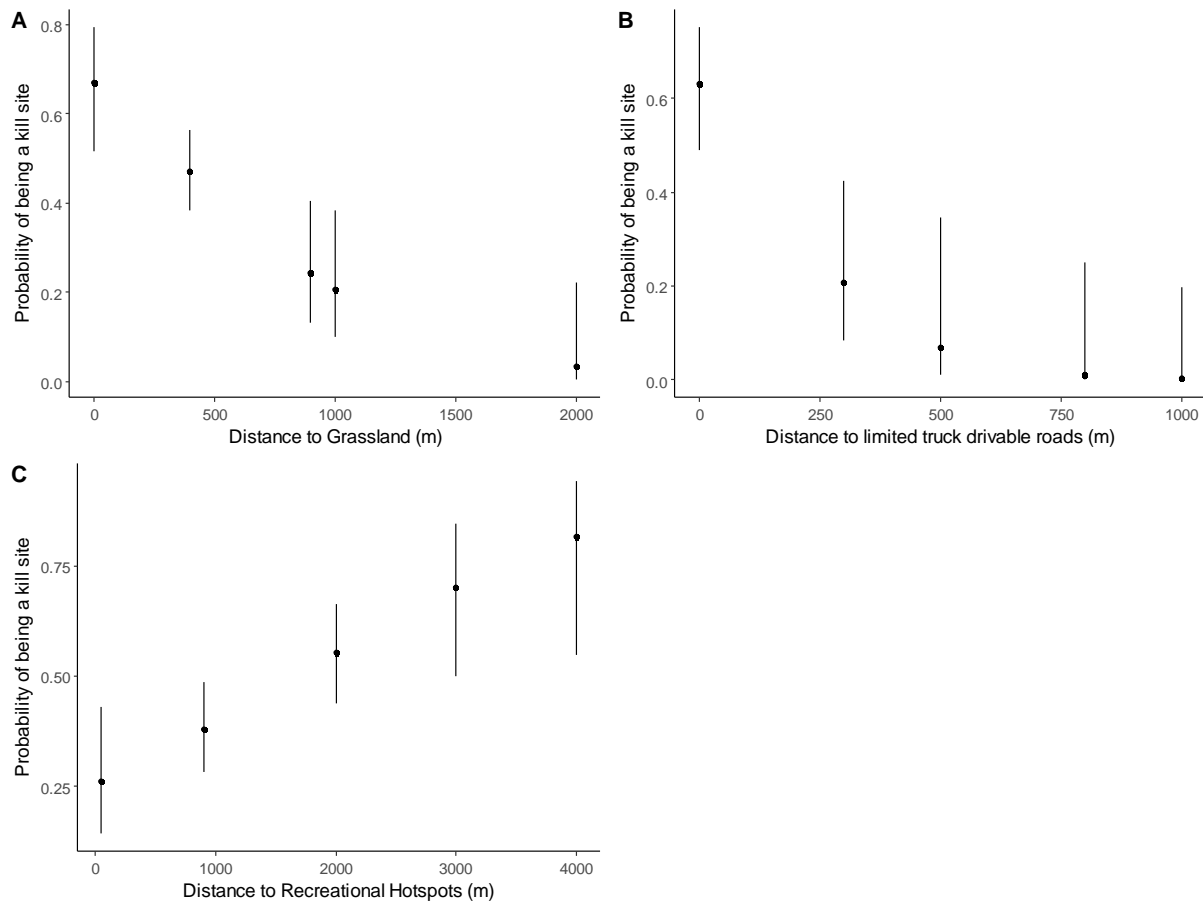 A
Probability of being a kill site
0.8
0.6
0.4
0.2
0.0
0 500 1000 1500 2000
Distance to Grassland (m)
B
Probability of being a kill site
0.6
0.4
0.2
0.0
0 250 500 750 1000
Distance to limited truck drivable roads (m)
C
Probability of being a kill site
0.75
0.50
0.25
0 1000 2000 3000 4000
Distance to Recreational Hotspots (m)